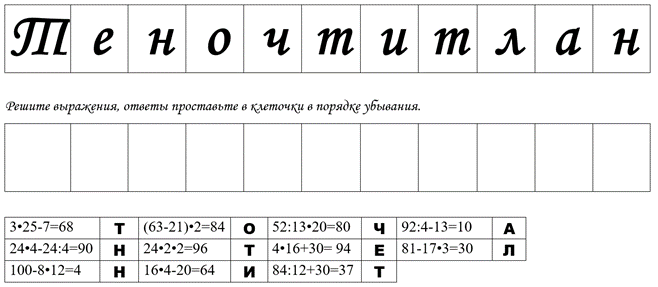 Теночтитлан
Решите выражения, ответы проставьте в клеточки в порядке убывания.
3•25-7=68 Т (63-21)•2=84 О 52:13•20=80 Ч 92:4-13=10 А
24•4-24:4=90 Н 24•2•2=96 Т 4•16+30= 94 Е 81-17•3=30 Л
100-8•12=4 Н 16•4-20=64 И 84:12+30=37 Т